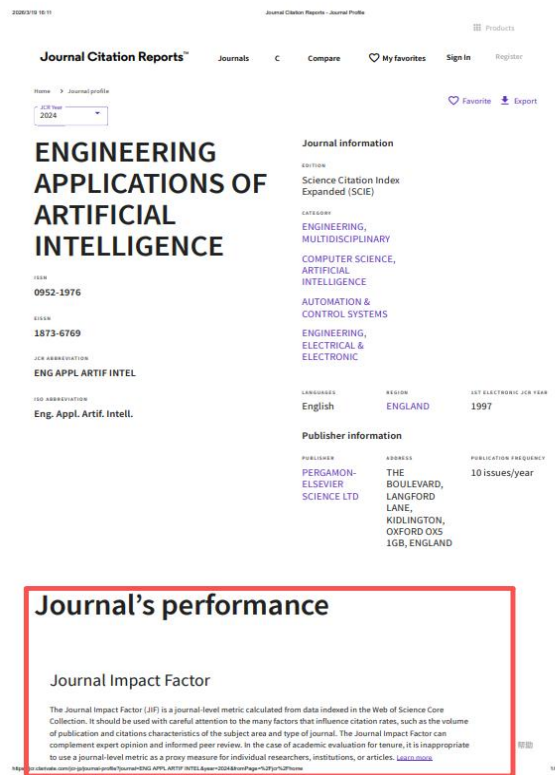 2026/3/19 16:11
Journal Citation Reports - Journal Profile
Products
Journal Citation Reports™
Journals
C
Compare
My favorites
Sign In
Register
Home > Journal profile
Favorite
Export
JCR Year
2024
ENGINEERING
APPLICATIONS OF
ARTIFICIAL
INTELLIGENCE
ISSN
0952-1976
EISSN
1873-6769
JCR ABBREVIATION
ENG APPL ARTIF INTEL
ISO ABBREVIATION
Eng. Appl. Artif. Intell.
Journal information
EDITION
Science Citation Index
Expanded (SCIE)
CATEGORY
ENGINEERING,
MULTIDISCIPLINARY
COMPUTER SCIENCE,
ARTIFICIAL
INTELLIGENCE
AUTOMATION &
CONTROL SYSTEMS
ENGINEERING,
ELECTRICAL &
ELECTRONIC
LANGUAGES
English
REGION
ENGLAND
1ST ELECTRONIC JCR YEAR
1997
Publisher information
PUBLISHER
PERGAMON-
ELSEVIER
SCIENCE LTD
ADDRESS
THE
BOULEVARD,
LANGFORD
LANE,
KIDLINGTON,
OXFORD OX5
1GB, ENGLAND
PUBLICATION FREQUENCY
10 issues/year
Journal's performance
Journal Impact Factor
The Journal Impact Factor (JIF) is a journal-level metric calculated from data indexed in the Web of Science Core
Collection. It should be used with careful attention to the many factors that influence citation rates, such as the volume
of publication and citations characteristics of the subject area and type of journal. The Journal Impact Factor can
complement expert opinion and informed peer review. In the case of academic evaluation for tenure, it is inappropriate
to use a journal-level metric as a proxy measure for individual researchers, institutions, or articles. Learn more